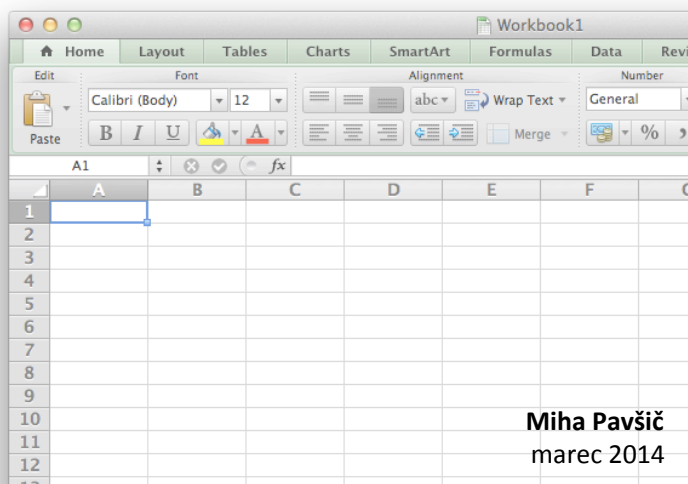 Workbook1
Home Layout Tables Charts SmartArt Formulas Data Revi
Edit Font Alignment Number
Calibri (Body) 12 abc Wrap Text General
Paste B I U A Merge % 
A1 fx
A B C D E F
1
2
3
4
5
6
7
8
9
10
11
12
Miha Pavšič
marec 2014